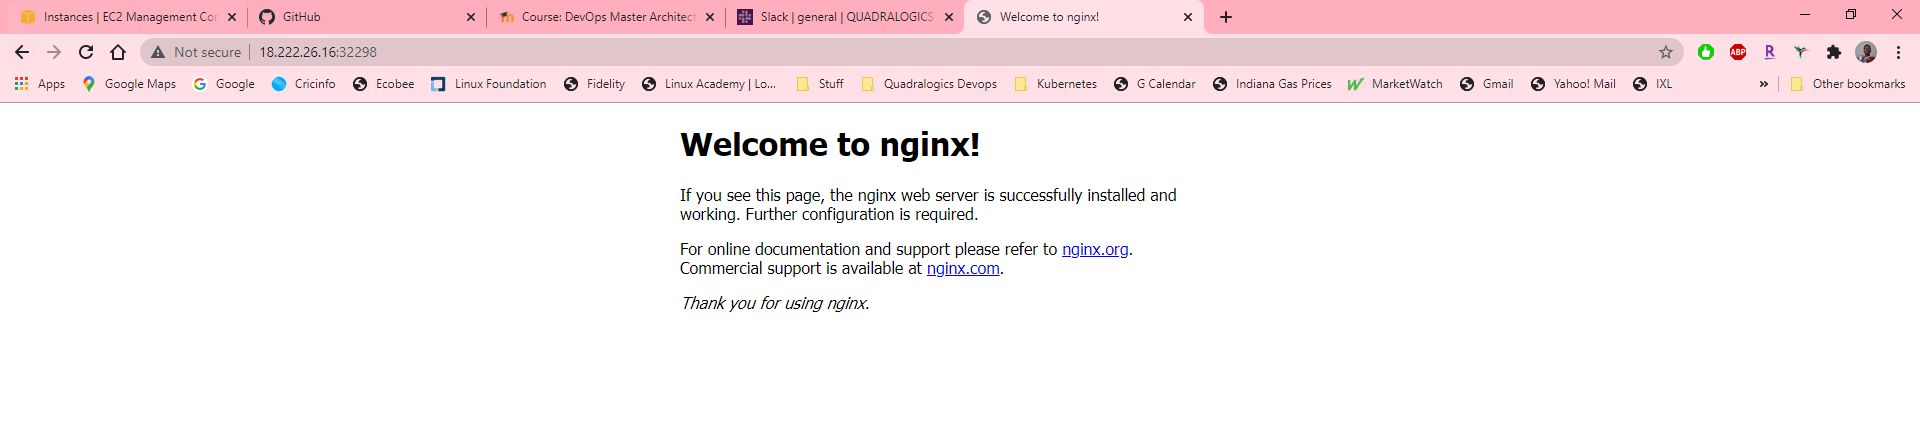 Instances | EC2 Management Con
GitHub
Course: DevOps Master Architect
Slack | general | QUADRALOGICS
Welcome to nginx!
Not secure | 18.222.26.16:32298
ABP
R
Apps
Google Maps
Google
Cricinfo
Ecobee
Linux Foundation
Fidelity
Linux Academy | Lo...
Stuff
Quadralogics Devops
Kubernetes
G Calendar
Indiana Gas Prices
MarketWatch
Gmail
Yahoo! Mail
IXL
»
Other bookmarks
Welcome to nginx!
If you see this page, the nginx web server is successfully installed and
working. Further configuration is required.
For online documentation and support please refer to nginx.org.
Commercial support is available at nginx.com.
Thank you for using nginx.